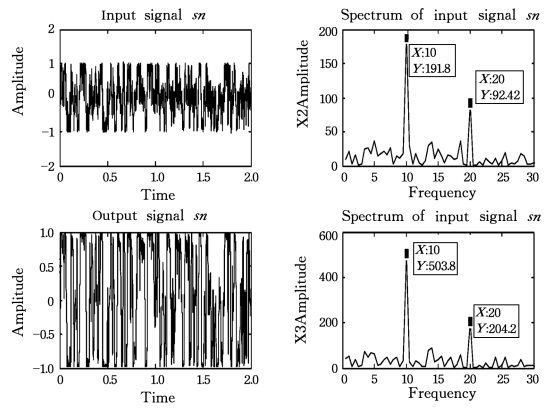 Input signal sn
Amplitude
2
1
0
−1
−2
0 0.5 1.0 1.5 2.0
Time
Spectrum of input signal sn
X2Amplitude
200
150
100
50
0
X:10
Y:191.8
X:20
Y:92.42
0 5 10 15 20 25 30
Frequency
Output signal sn
Amplitude
1.0
0.5
0
−0.5
−1.0
0 0.5 1.0 1.5 2.0
Time
Spectrum of input signal sn
X3Amplitude
600
400
200
0
X:10
Y:503.8
X:20
Y:204.2
0 5 10 15 20 25 30
Frequency